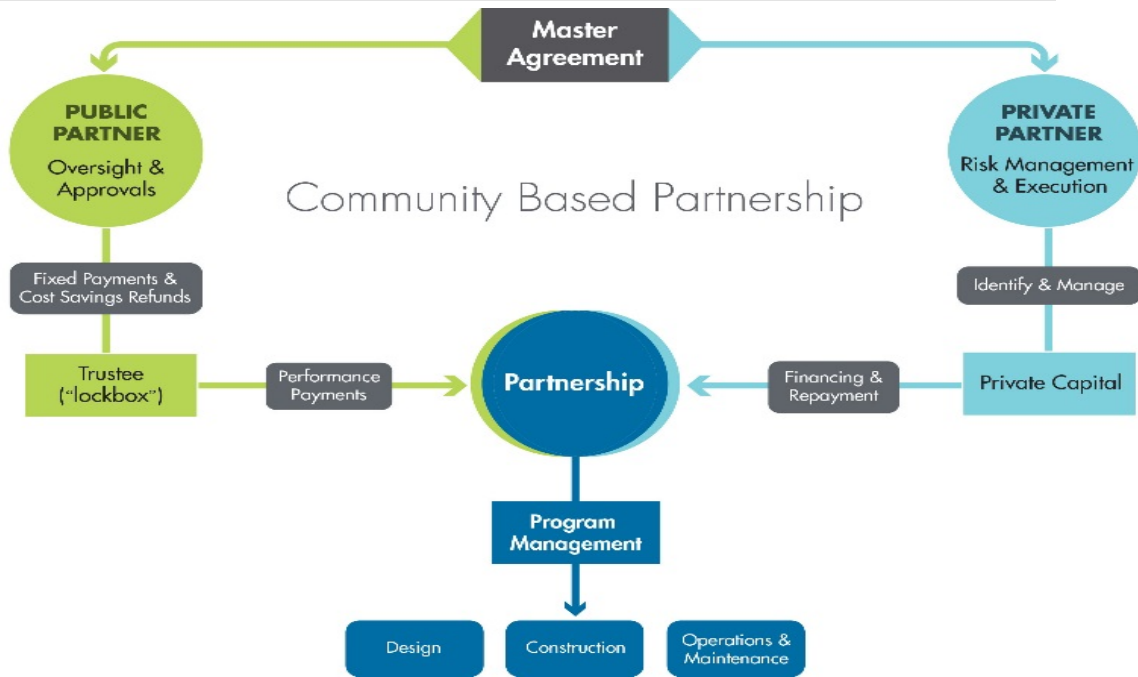 Master
Agreement
PUBLIC
PARTNER
Oversight &
Approvals
PRIVATE
PARTNER
Risk Management
& Execution
Community Based Partnership
Fixed Payments &
Cost Savings Refunds
Identify & Manage
Trustee
(“lockbox”)
Performance
Payments
Partnership
Financing &
Repayment
Private Capital
Program
Management
Design
Construction
Operations &
Maintenance